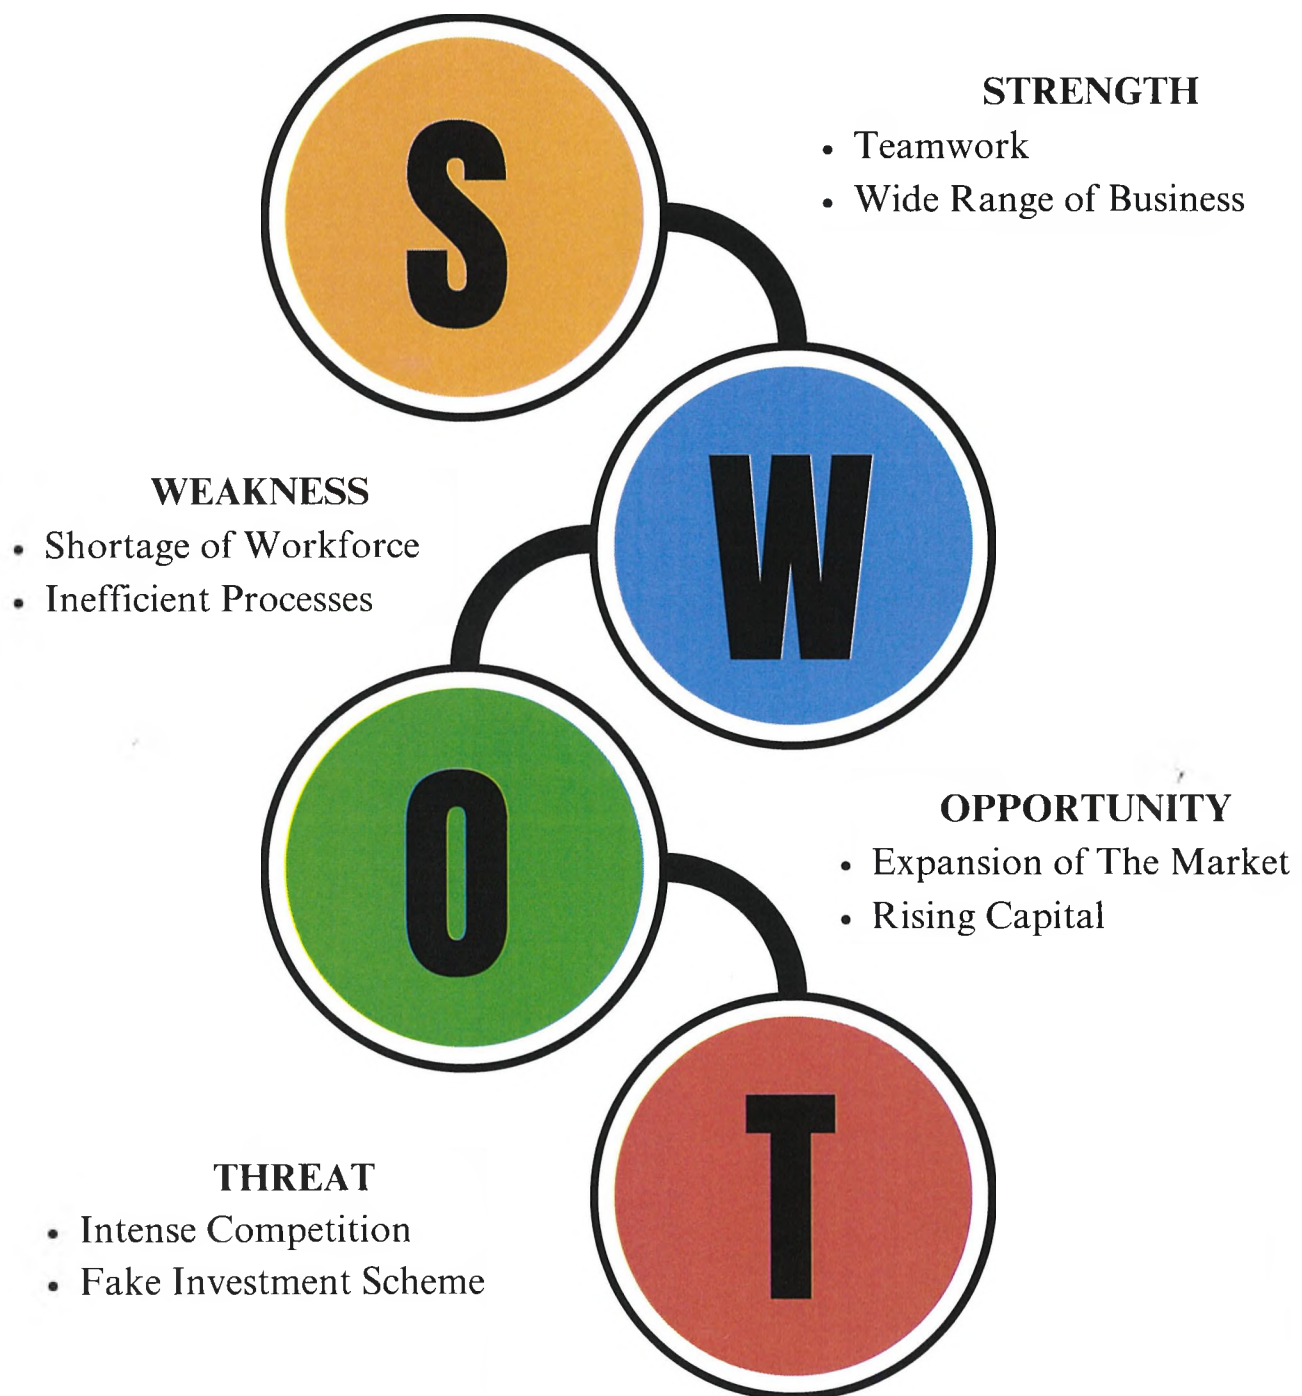 S
STRENGTH
• Teamwork
• Wide Range of Business
W
WEAKNESS
• Shortage of Workforce
• Inefficient Processes
O
OPPORTUNITY
• Expansion of The Market
• Rising Capital
T
THREAT
• Intense Competition
• Fake Investment Scheme